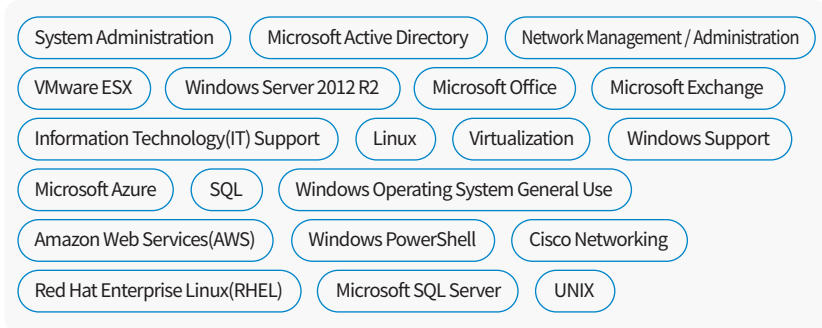 System Administration Microsoft Active Directory Network Management / Administration
VMware ESX Windows Server 2012 R2 Microsoft Office Microsoft Exchange
Information Technology(IT) Support Linux Virtualization Windows Support
Microsoft Azure SQL Windows Operating System General Use
Amazon Web Services(AWS) Windows PowerShell Cisco Networking
Red Hat Enterprise Linux(RHEL) Microsoft SQL Server UNIX